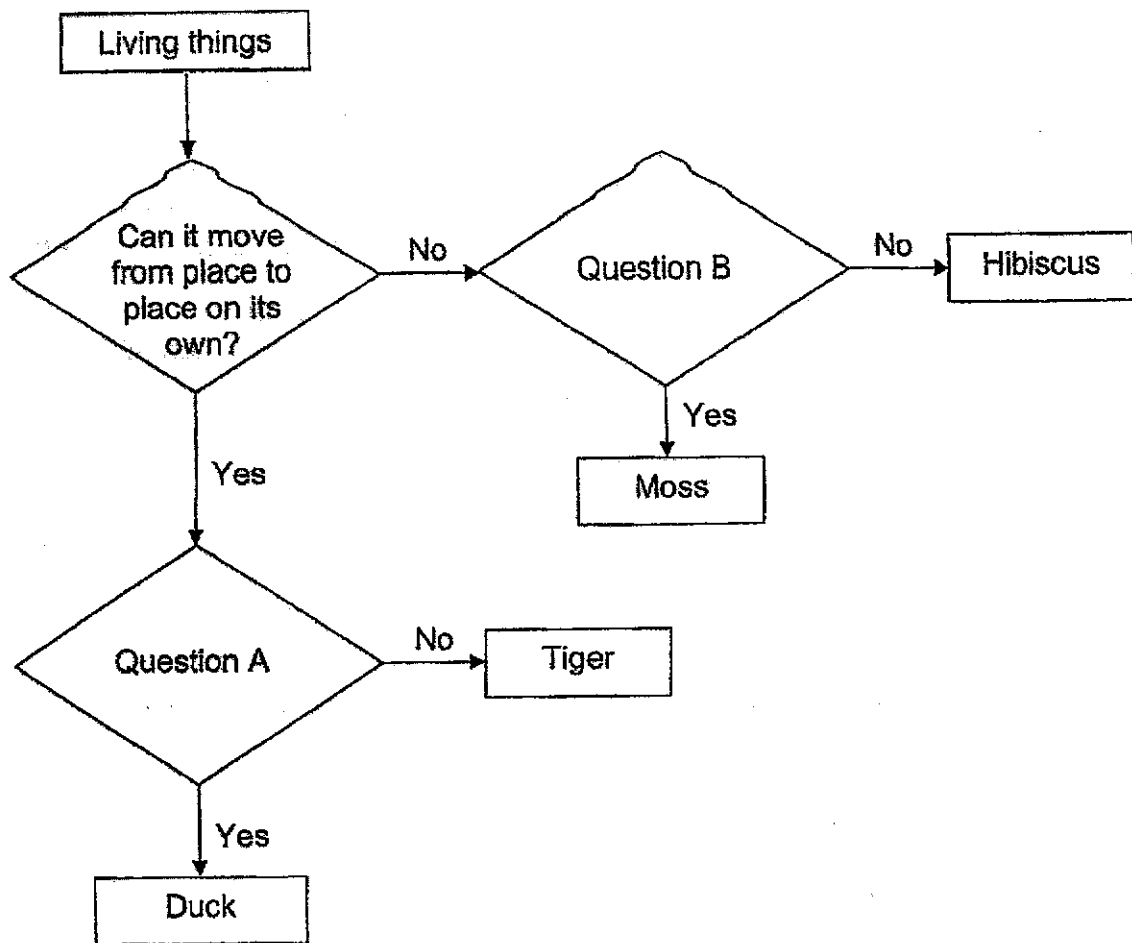 Living things
Can it move
from place to
place on its
own?
No
Question B
No
Hibiscus
Yes
Moss
Yes
Question A
No
Tiger
Yes
Duck